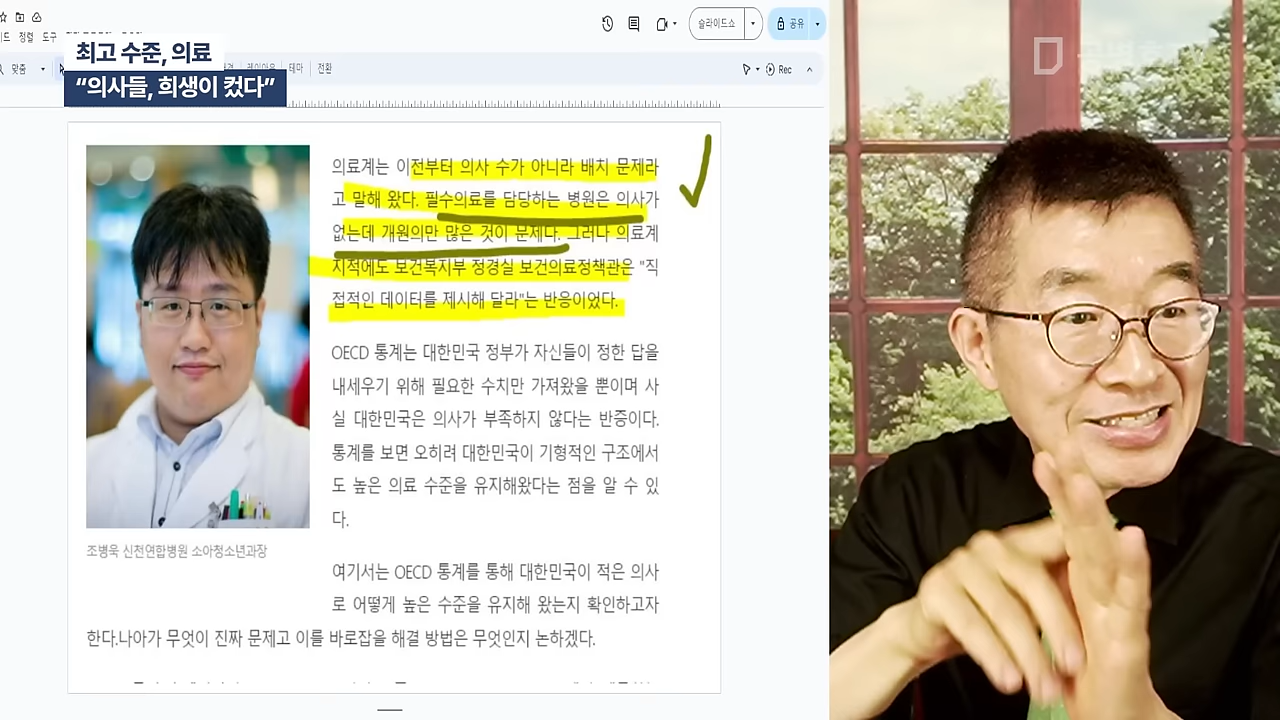 슬라이드쇼
공유
정렬 도구
최고 수준, 의료
“의사들, 희생이 컸다”
맞춤
테마 전환
Rec
의료계는 이전부터 의사 수가 아니라 배치 문제라
고 말해 왔다. 필수의료를 담당하는 병원은 의사가
없는데 개원의만 많은 것이 문제다. 그러나 의료계
지적에도 보건복지부 정경실 보건의료정책관은 "직
접적인 데이터를 제시해 달라"는 반응이었다.
OECD 통계는 대한민국 정부가 자신들이 정한 답을
내세우기 위해 필요한 수치만 가져왔을 뿐이며 사
실 대한민국은 의사가 부족하지 않다는 반증이다.
통계를 보면 오히려 대한민국이 기형적인 구조에서
도 높은 의료 수준을 유지해왔다는 점을 알 수 있
다.
조병욱 신천연합병원 소아청소년과장
여기서는 OECD 통계를 통해 대한민국이 적은 의사
로 어떻게 높은 수준을 유지해 왔는지 확인하고자
한다.나아가 무엇이 진짜 문제고 이를 바로잡을 해결 방법은 무엇인지 논하겠다.